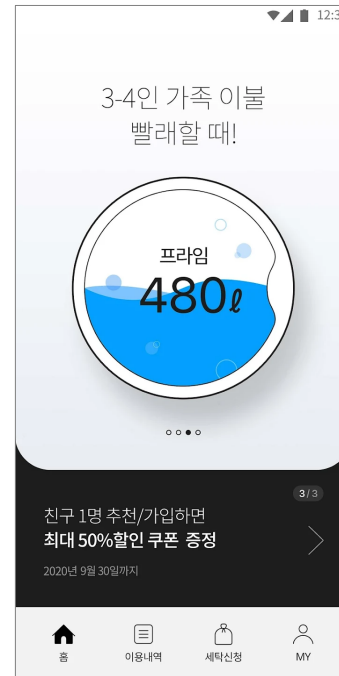 12:3
3-4인 가족 이불
빨래할 때!
프라임
480ℓ
3/3
친구 1명 추천/가입하면
최대 50%할인 쿠폰 증정
2020년 9월 30일까지
홈
이용내역
세탁신청
MY